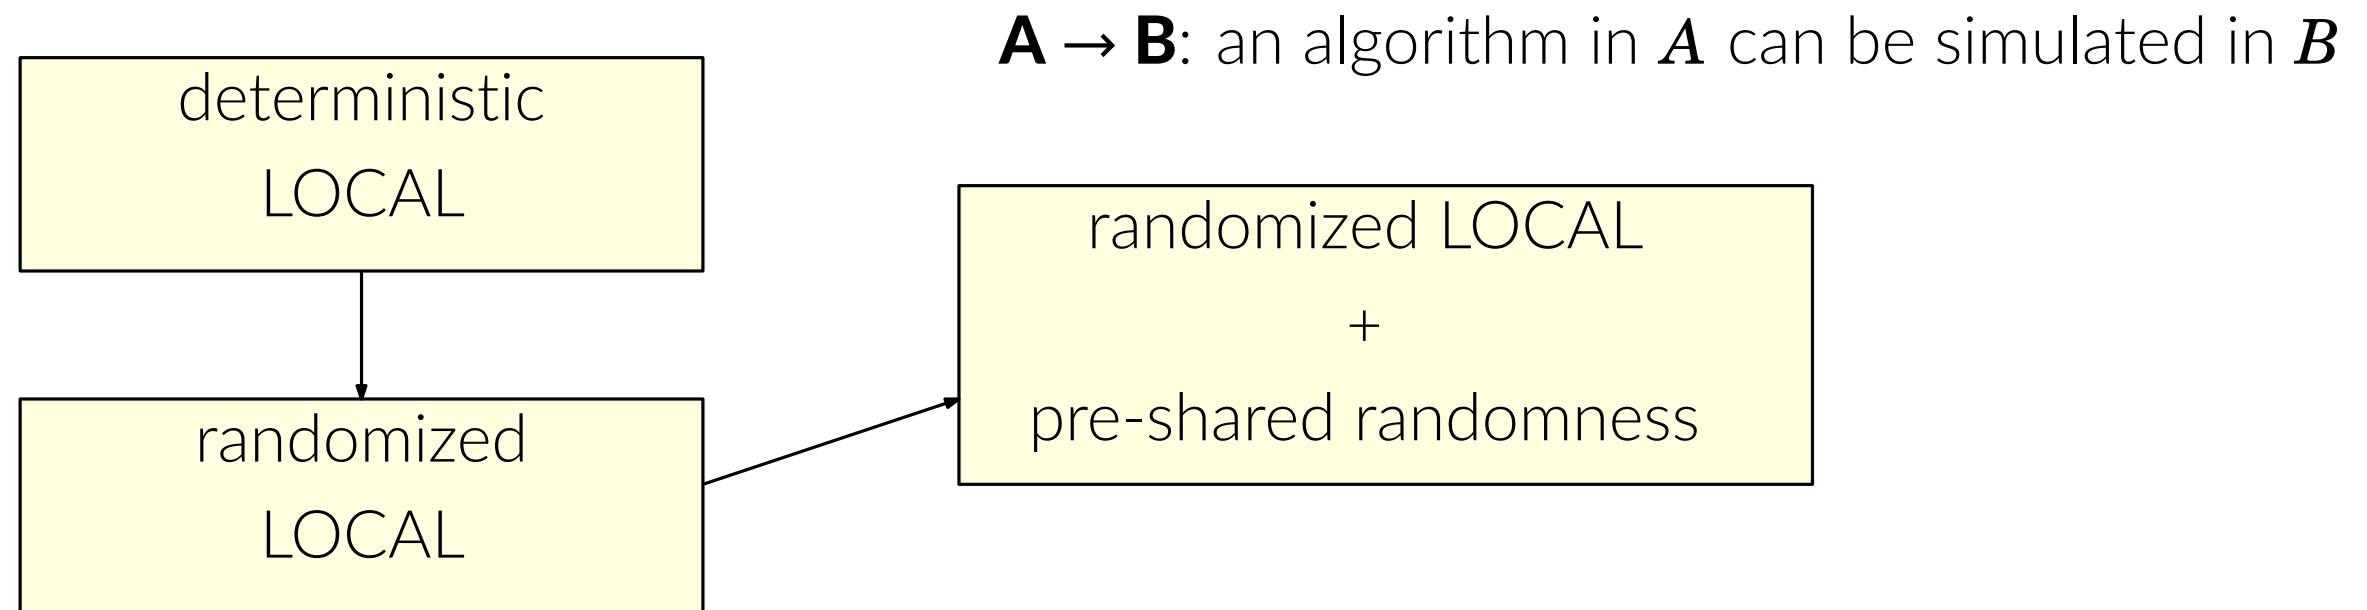 A → B: an algorithm in A can be simulated in B
deterministic
LOCAL
randomized LOCAL
+
pre-shared randomness
randomized
LOCAL